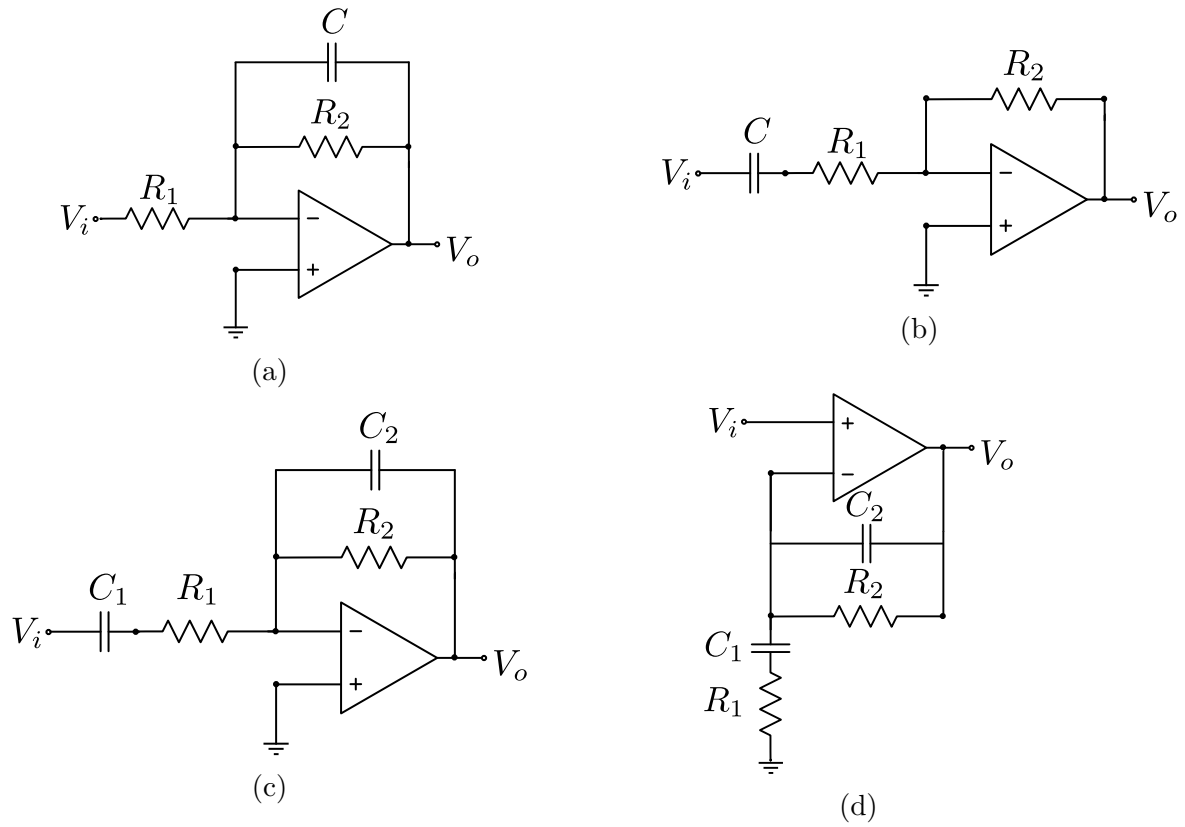 C
R₂
R₁
Vᵢ
−
+
Vₒ
(a)
R₂
C
R₁
Vᵢ
−
+
Vₒ
(b)
C₂
R₂
C₁
R₁
Vᵢ
−
+
Vₒ
(c)
Vᵢ
+
−
Vₒ
C₂
R₂
C₁
R₁
(d)